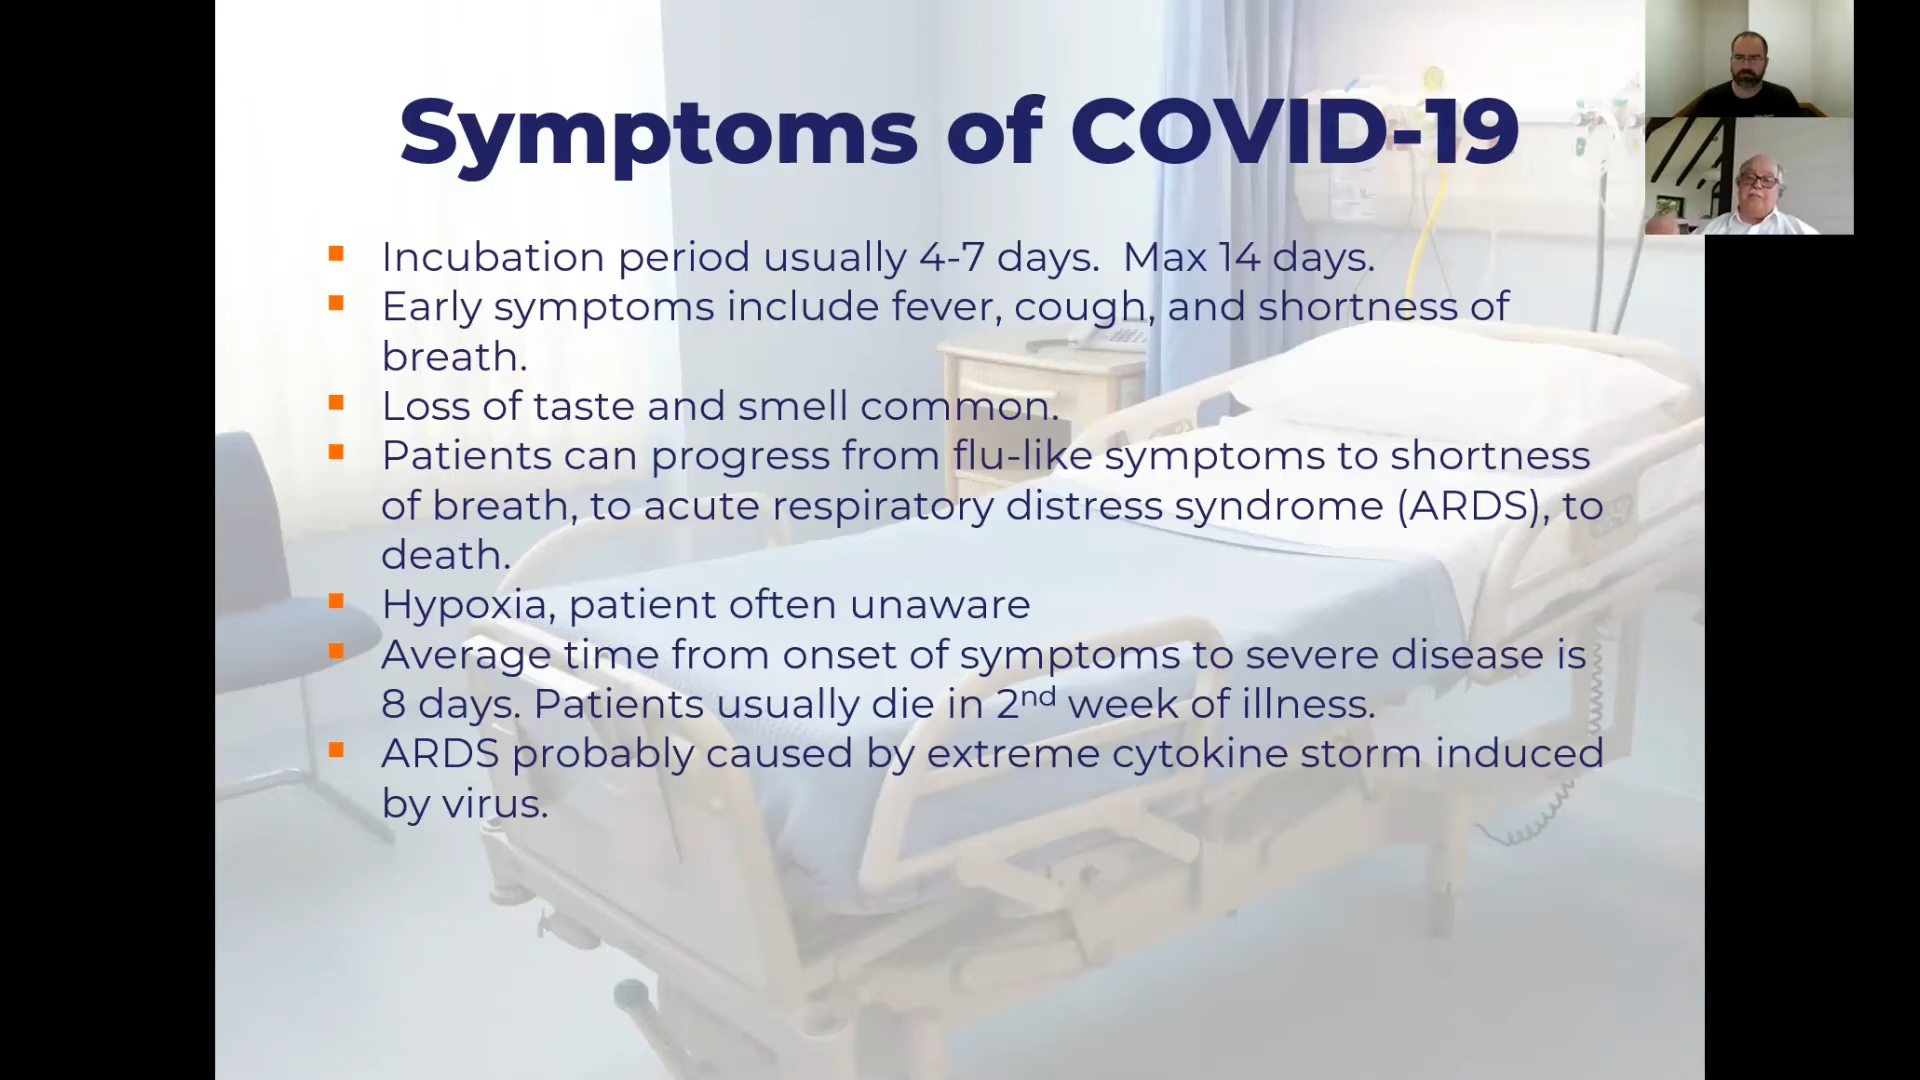 Symptoms of COVID-19
Incubation period usually 4-7 days.  Max 14 days.
Early symptoms include fever, cough, and shortness of
breath.
Loss of taste and smell common.
Patients can progress from flu-like symptoms to shortness
of breath, to acute respiratory distress syndrome (ARDS), to
death.
Hypoxia, patient often unaware
Average time from onset of symptoms to severe disease is
8 days. Patients usually die in 2nd week of illness.
ARDS probably caused by extreme cytokine storm induced
by virus.